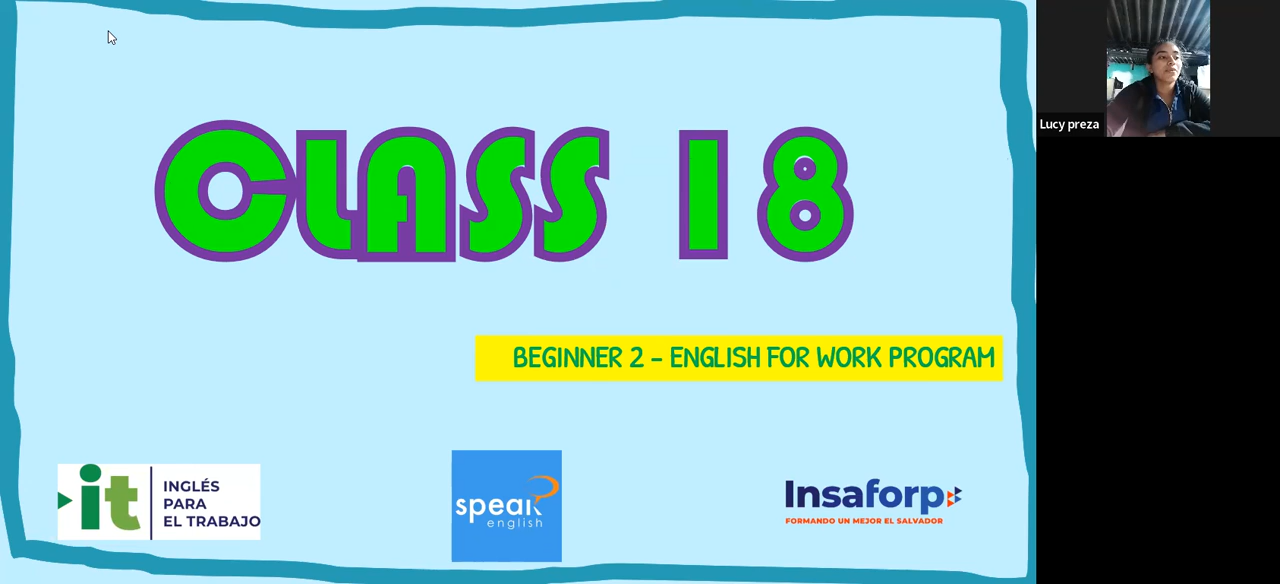 CLASS 18
BEGINNER 2 - ENGLISH FOR WORK PROGRAM
it
INGLÉS
PARA
EL TRABAJO
speak
english
Insaforp
FORMANDO UN MEJOR EL SALVADOR
Lucy preza